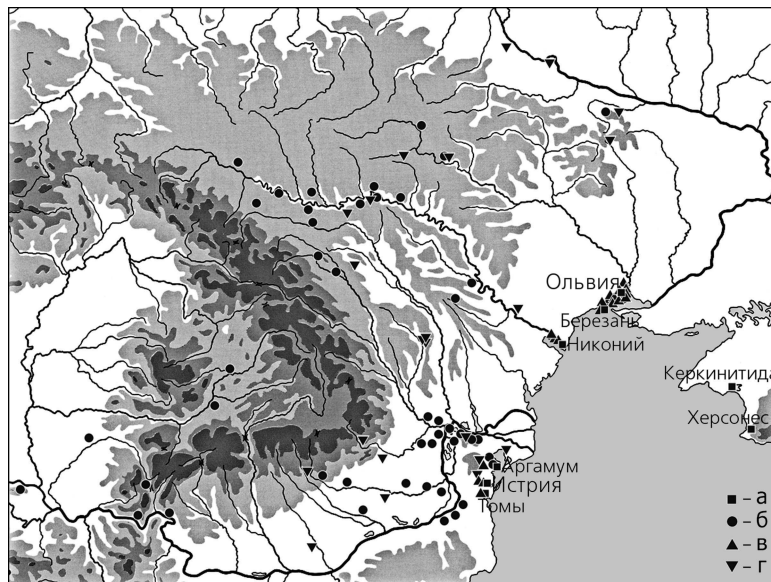 Ольвия
Березань
Никоний
Керкинитида
Херсонес
Аргамум
Истрия
Томы
- а
- б
- в
- г